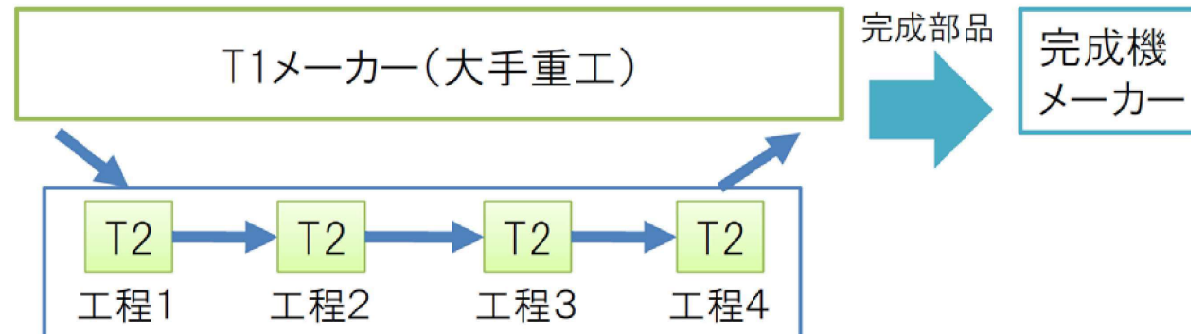 T1メーカー(大手重工)
完成部品
完成機
メーカー
T2
T2
T2
T2
工程1
工程2
工程3
工程4